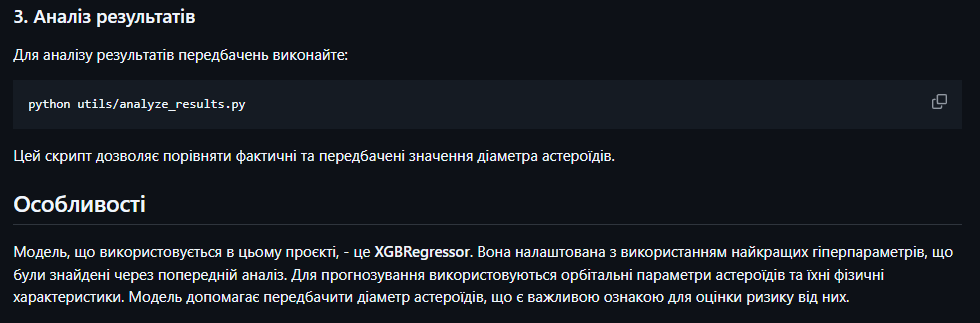 3. Аналіз результатів
Для аналізу результатів передбачень виконайте:
python utils/analyze_results.py
Цей скрипт дозволяє порівняти фактичні та передбачені значення діаметра астероїдів.
Особливості
Модель, що використовується в цьому проєкті, - це XGBRegressor. Вона налаштована з використанням найкращих гіперпараметрів, що
були знайдені через попередній аналіз. Для прогнозування використовуються орбітальні параметри астероїдів та їхні фізичні
характеристики. Модель допомагає передбачити діаметр астероїдів, що є важливою ознакою для оцінки ризику від них.